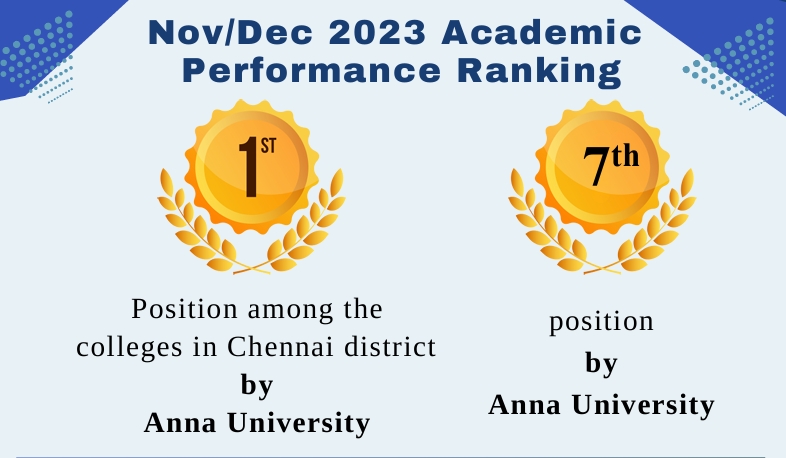 Nov/Dec 2023 Academic
Performance Ranking
1ST
7th
Position among the
colleges in Chennai district
by
Anna University
position
by
Anna University